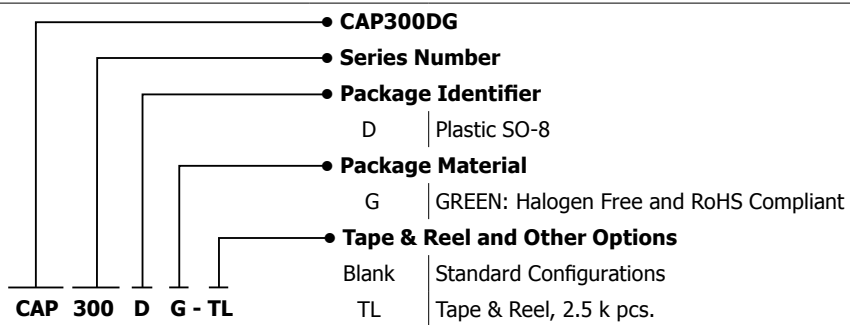 CAP300DG
Series Number
Package Identifier
D Plastic SO-8
Package Material
G GREEN: Halogen Free and RoHS Compliant
Tape & Reel and Other Options
Blank Standard Configurations
CAP 300 D G - TL TL Tape & Reel, 2.5 k pcs.